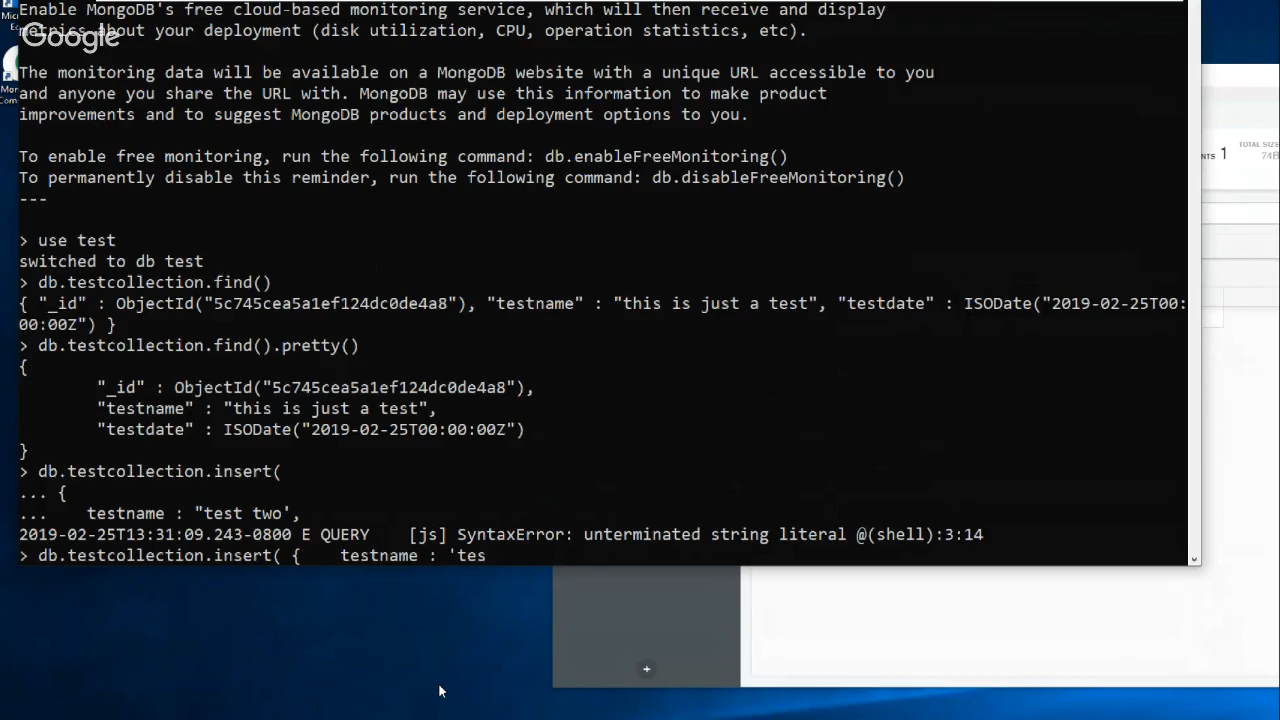 Enable MongoDB's free cloud-based monitoring service, which will then receive and display
metrics about your deployment (disk utilization, CPU, operation statistics, etc).
Google
The monitoring data will be available on a MongoDB website with a unique URL accessible to you
and anyone you share the URL with. MongoDB may use this information to make product
improvements and to suggest MongoDB products and deployment options to you.
To enable free monitoring, run the following command: db.enableFreeMonitoring()
To permanently disable this reminder, run the following command: db.disableFreeMonitoring()
---
> use test
switched to db test
> db.testcollection.find()
{ "_id" : ObjectId("5c745cea5a1ef124dc0de4a8"), "testname" : "this is just a test", "testdate" : ISODate("2019-02-25T00:
00:00Z") }
> db.testcollection.find().pretty()
{
"_id" : ObjectId("5c745cea5a1ef124dc0de4a8"),
"testname" : "this is just a test",
"testdate" : ISODate("2019-02-25T00:00:00Z")
}
> db.testcollection.insert(
... {
... testname : "test two',
2019-02-25T13:31:09.243-0800 E QUERY [js] SyntaxError: unterminated string literal @(shell):3:14
> db.testcollection.insert( { testname : 'tes
NTS 1
TOTAL SIZE
74B
+